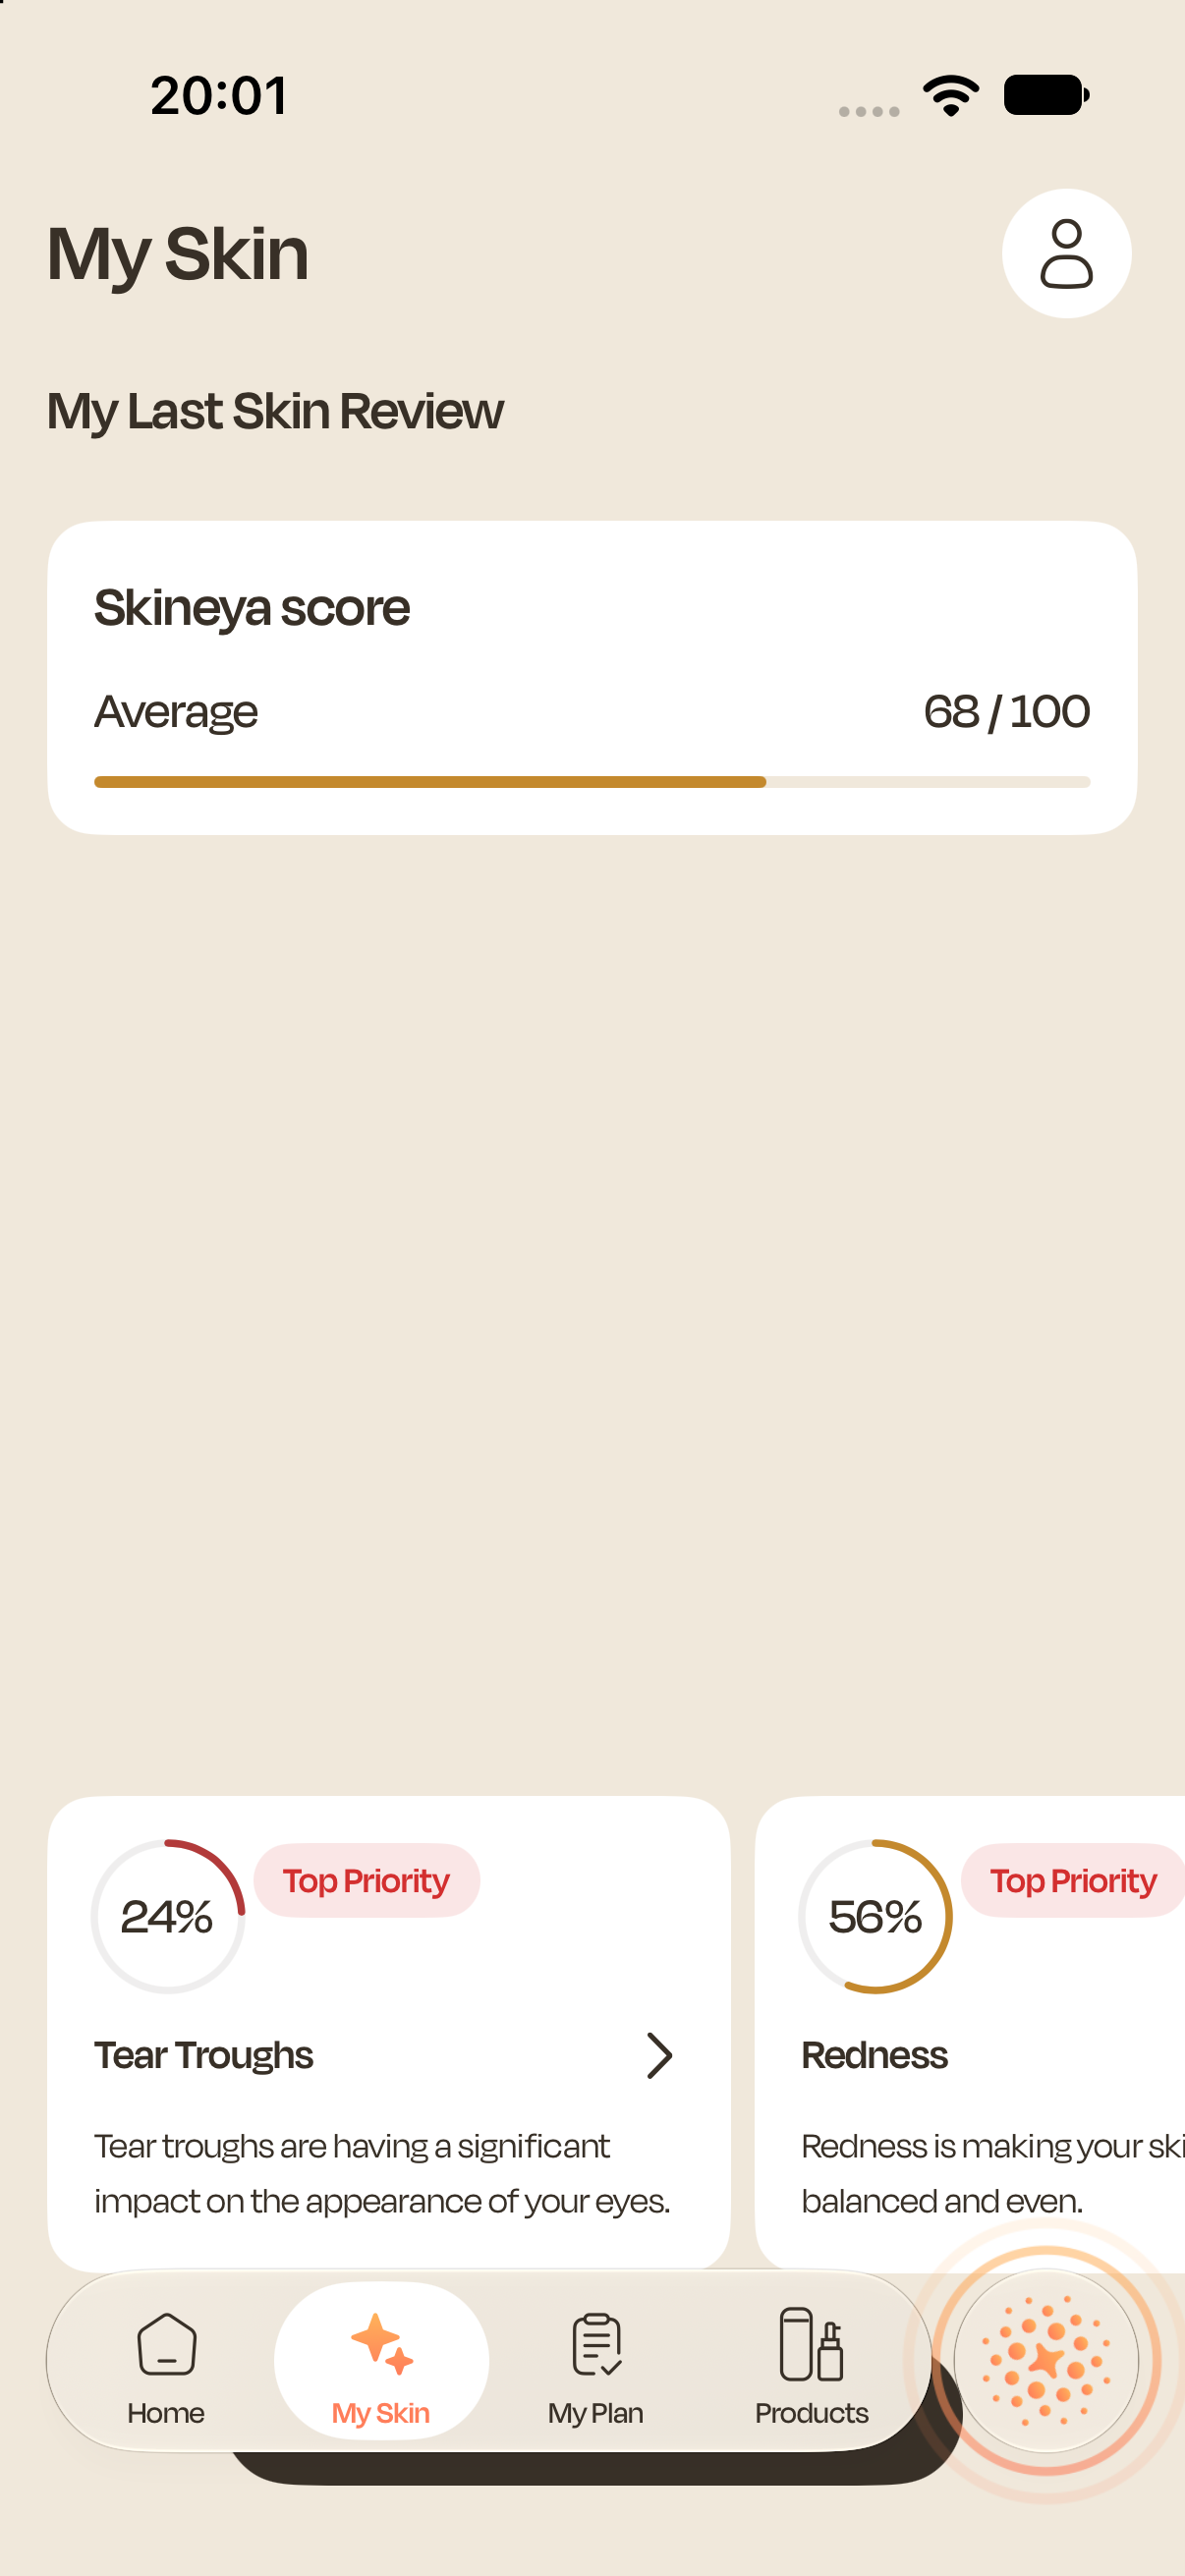 20:01
My Skin
My Last Skin Review
Skineya score
Average
68 / 100
24%
Top Priority
Tear Troughs
Tear troughs are having a significant
impact on the appearance of your eyes.
56%
Top Priority
Redness
Redness is making your ski
balanced and even.
Home
My Skin
My Plan
Products